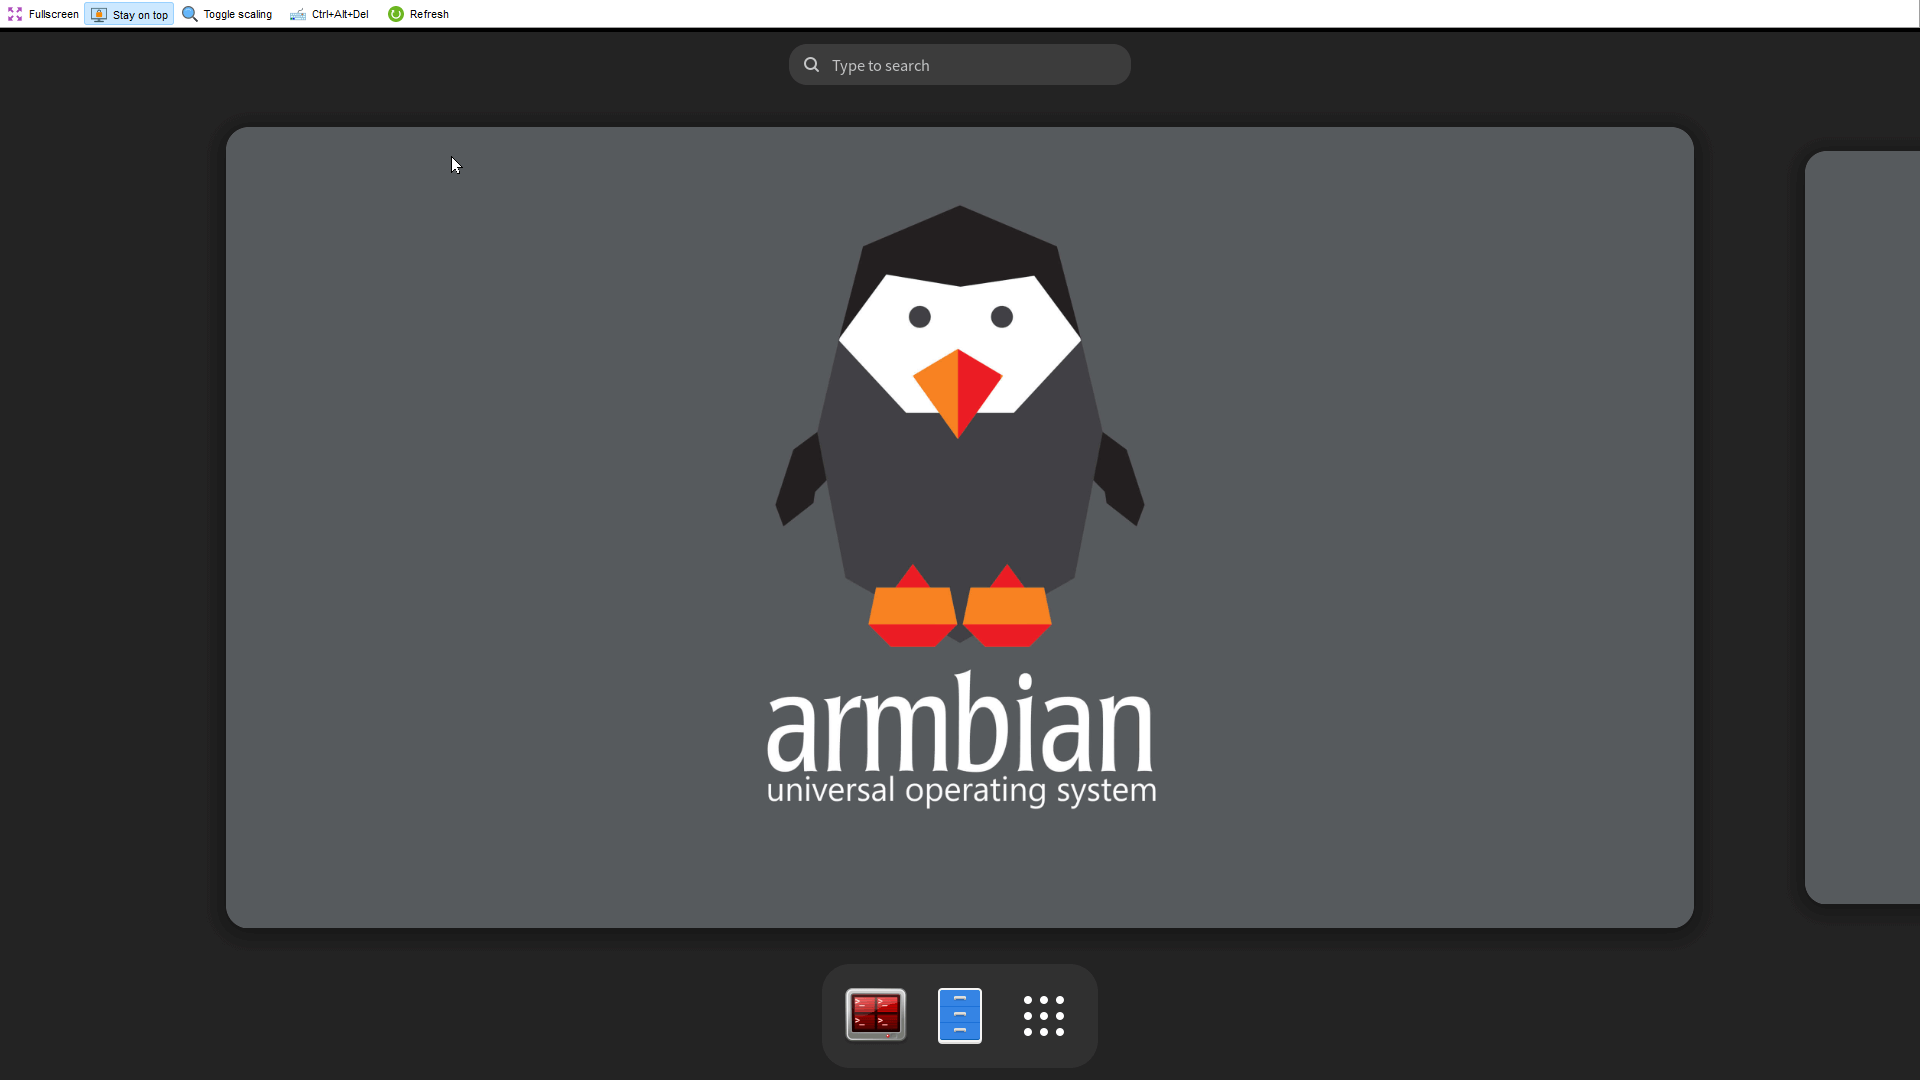 Fullscreen Stay on top Toggle scaling Ctrl+Alt+Del Refresh
Type to search
armbian
universal operating system
>_ >_
>_ >_